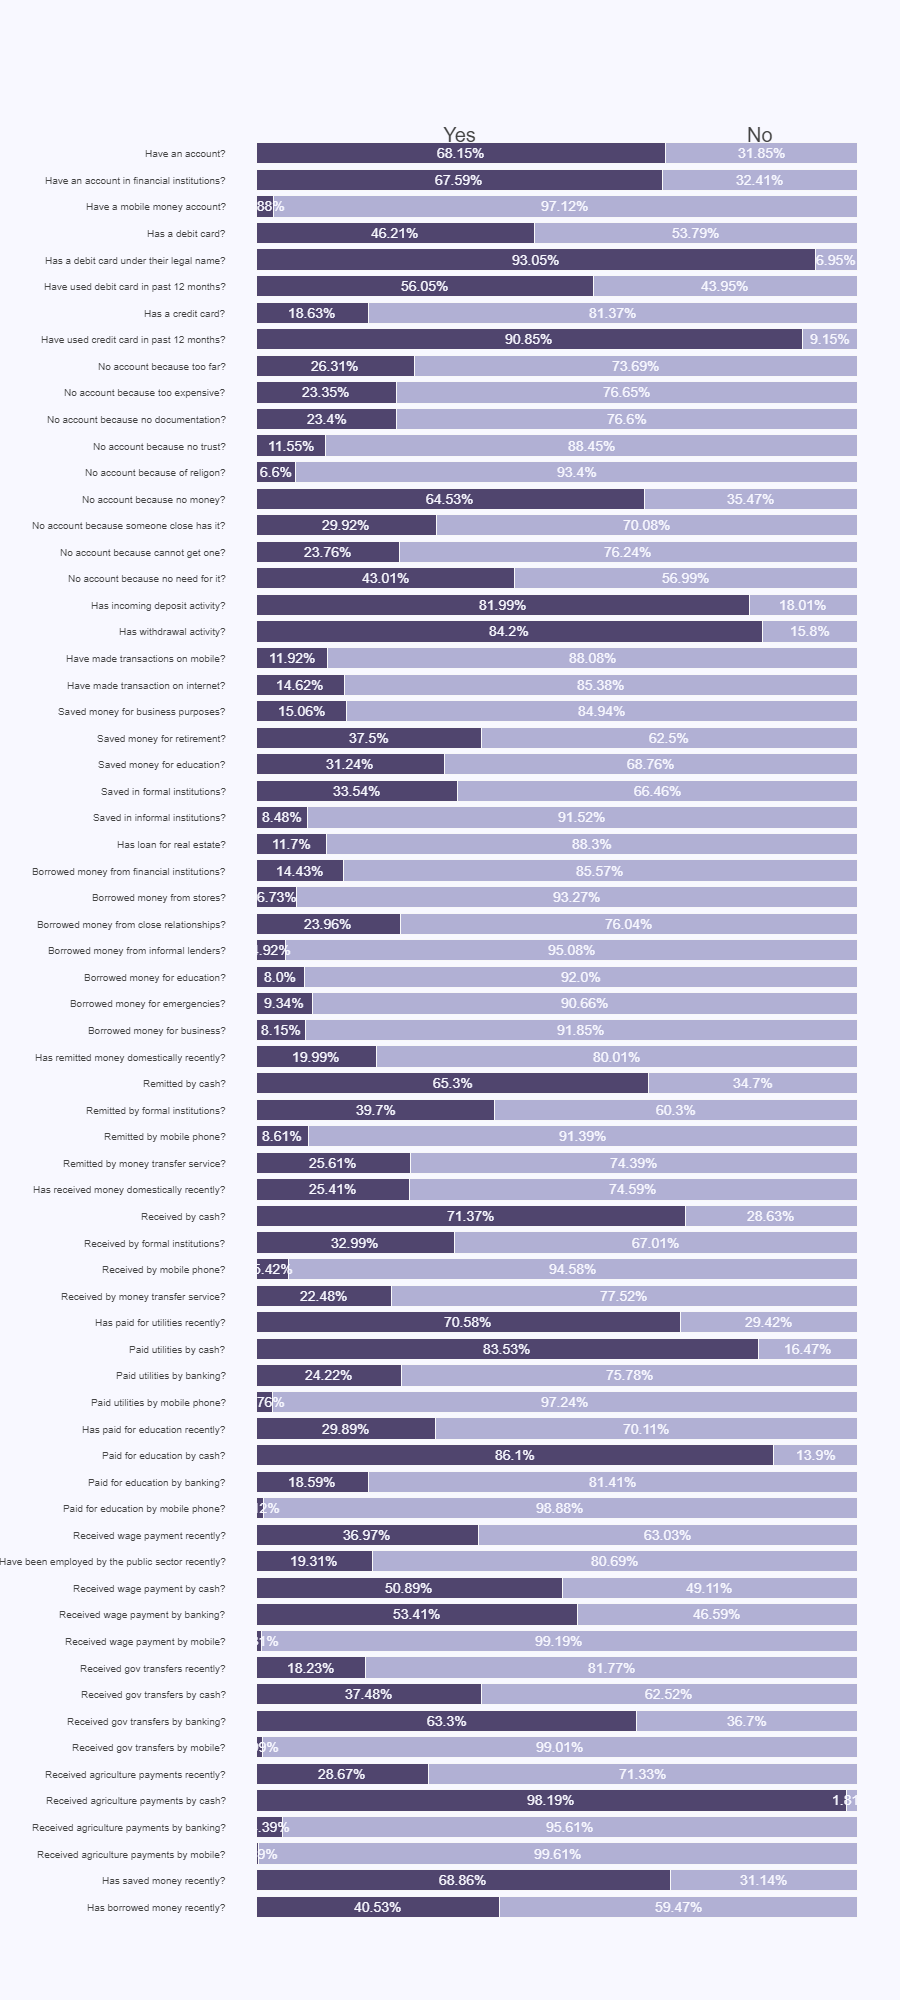 Yes No
Have an account? 68.15% 31.85%
Have an account in financial institutions? 67.59% 32.41%
Have a mobile money account? 88% 97.12%
Has a debit card? 46.21% 53.79%
Has a debit card under their legal name? 93.05% 6.95%
Have used debit card in past 12 months? 56.05% 43.95%
Has a credit card? 18.63% 81.37%
Have used credit card in past 12 months? 90.85% 9.15%
No account because too far? 26.31% 73.69%
No account because too expensive? 23.35% 76.65%
No account because no documentation? 23.4% 76.6%
No account because no trust? 11.55% 88.45%
No account because of religon? 6.6% 93.4%
No account because no money? 64.53% 35.47%
No account because someone close has it? 29.92% 70.08%
No account because cannot get one? 23.76% 76.24%
No account because no need for it? 43.01% 56.99%
Has incoming deposit activity? 81.99% 18.01%
Has withdrawal activity? 84.2% 15.8%
Have made transactions on mobile? 11.92% 88.08%
Have made transaction on internet? 14.62% 85.38%
Saved money for business purposes? 15.06% 84.94%
Saved money for retirement? 37.5% 62.5%
Saved money for education? 31.24% 68.76%
Saved in formal institutions? 33.54% 66.46%
Saved in informal institutions? 8.48% 91.52%
Has loan for real estate? 11.7% 88.3%
Borrowed money from financial institutions? 14.43% 85.57%
Borrowed money from stores? 6.73% 93.27%
Borrowed money from close relationships? 23.96% 76.04%
Borrowed money from informal lenders? .92% 95.08%
Borrowed money for education? 8.0% 92.0%
Borrowed money for emergencies? 9.34% 90.66%
Borrowed money for business? 8.15% 91.85%
Has remitted money domestically recently? 19.99% 80.01%
Remitted by cash? 65.3% 34.7%
Remitted by formal institutions? 39.7% 60.3%
Remitted by mobile phone? 8.61% 91.39%
Remitted by money transfer service? 25.61% 74.39%
Has received money domestically recently? 25.41% 74.59%
Received by cash? 71.37% 28.63%
Received by formal institutions? 32.99% 67.01%
Received by mobile phone? 5.42% 94.58%
Received by money transfer service? 22.48% 77.52%
Has paid for utilities recently? 70.58% 29.42%
Paid utilities by cash? 83.53% 16.47%
Paid utilities by banking? 24.22% 75.78%
Paid utilities by mobile phone? 76% 97.24%
Has paid for education recently? 29.89% 70.11%
Paid for education by cash? 86.1% 13.9%
Paid for education by banking? 18.59% 81.41%
Paid for education by mobile phone? 2% 98.88%
Received wage payment recently? 36.97% 63.03%
Have been employed by the public sector recently? 19.31% 80.69%
Received wage payment by cash? 50.89% 49.11%
Received wage payment by banking? 53.41% 46.59%
Received wage payment by mobile? 1% 99.19%
Received gov transfers recently? 18.23% 81.77%
Received gov transfers by cash? 37.48% 62.52%
Received gov transfers by banking? 63.3% 36.7%
Received gov transfers by mobile? 9% 99.01%
Received agriculture payments recently? 28.67% 71.33%
Received agriculture payments by cash? 98.19% 1.81
Received agriculture payments by banking? .39% 95.61%
Received agriculture payments by mobile? 9% 99.61%
Has saved money recently? 68.86% 31.14%
Has borrowed money recently? 40.53% 59.47%